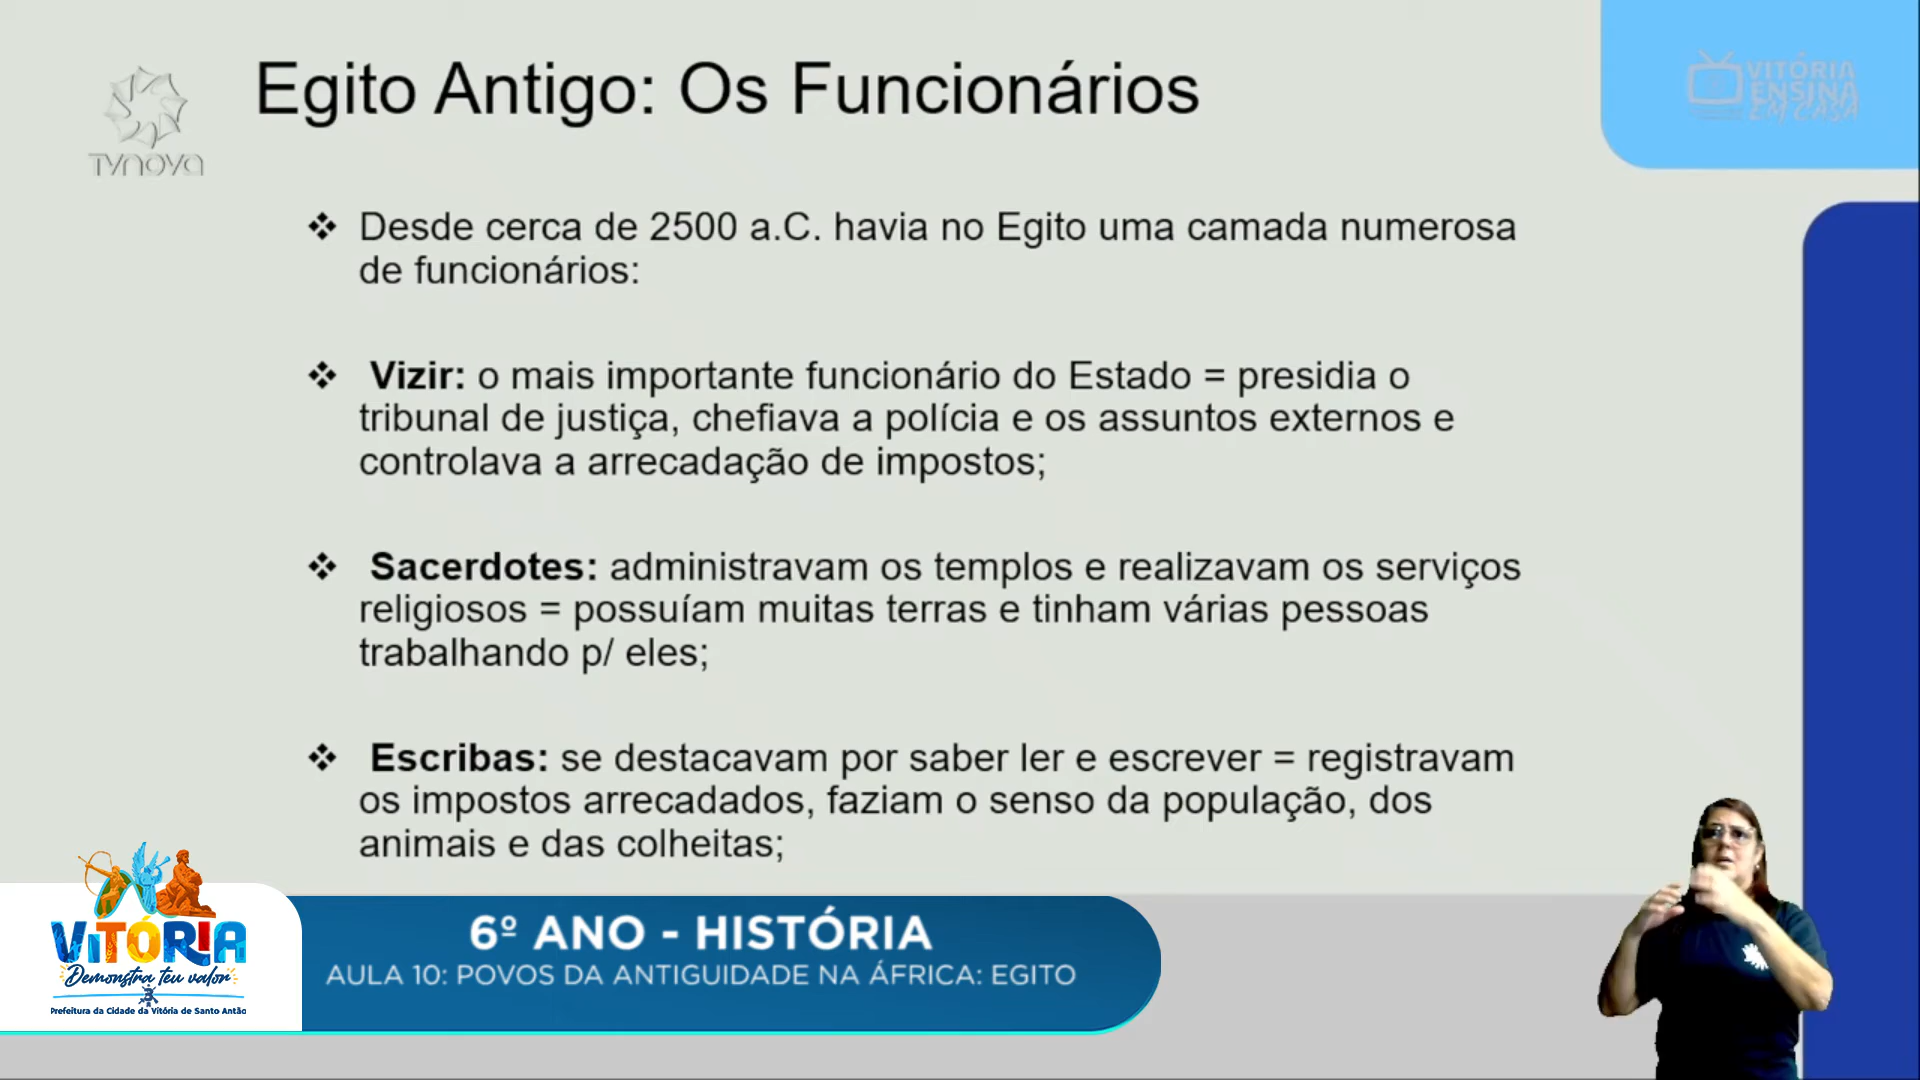 Egito Antigo: Os Funcionários
TVNOVA
VITÓRIA
ENSINA
EM CASA
❖ Desde cerca de 2500 a.C. havia no Egito uma camada numerosa
de funcionários:
❖ Vizir: o mais importante funcionário do Estado = presidia o
tribunal de justiça, chefiava a polícia e os assuntos externos e
controlava a arrecadação de impostos;
❖ Sacerdotes: administravam os templos e realizavam os serviços
religiosos = possuíam muitas terras e tinham várias pessoas
trabalhando p/ eles;
❖ Escribas: se destacavam por saber ler e escrever = registravam
os impostos arrecadados, faziam o senso da população, dos
animais e das colheitas;
VITÓRIA
Demonstra teu valor
Prefeitura da Cidade da Vitória de Santo Antão
6º ANO - HISTÓRIA
AULA 10: POVOS DA ANTIGUIDADE NA ÁFRICA: EGITO